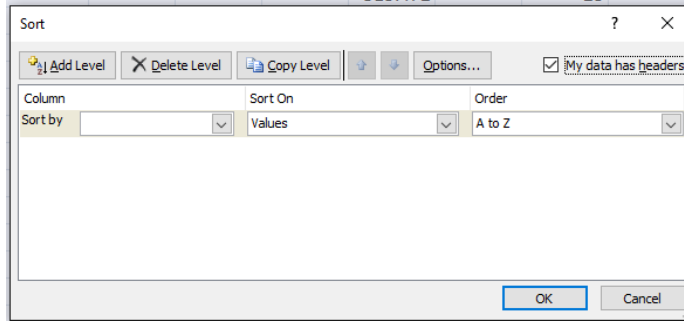 Sort ?
Add Level Delete Level Copy Level Options... My data has headers
Column Sort On Order
Sort by Values A to Z
OK Cancel